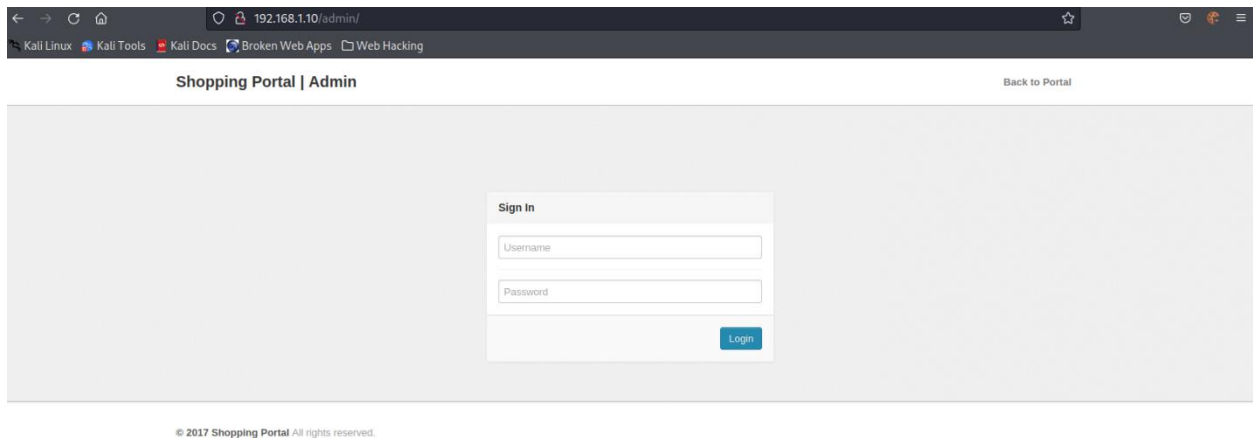 192.168.1.10/admin/
Kali Linux Kali Tools Kali Docs Broken Web Apps Web Hacking
Shopping Portal | Admin Back to Portal
Sign In
Username
Password
Login
© 2017 Shopping Portal All rights reserved.